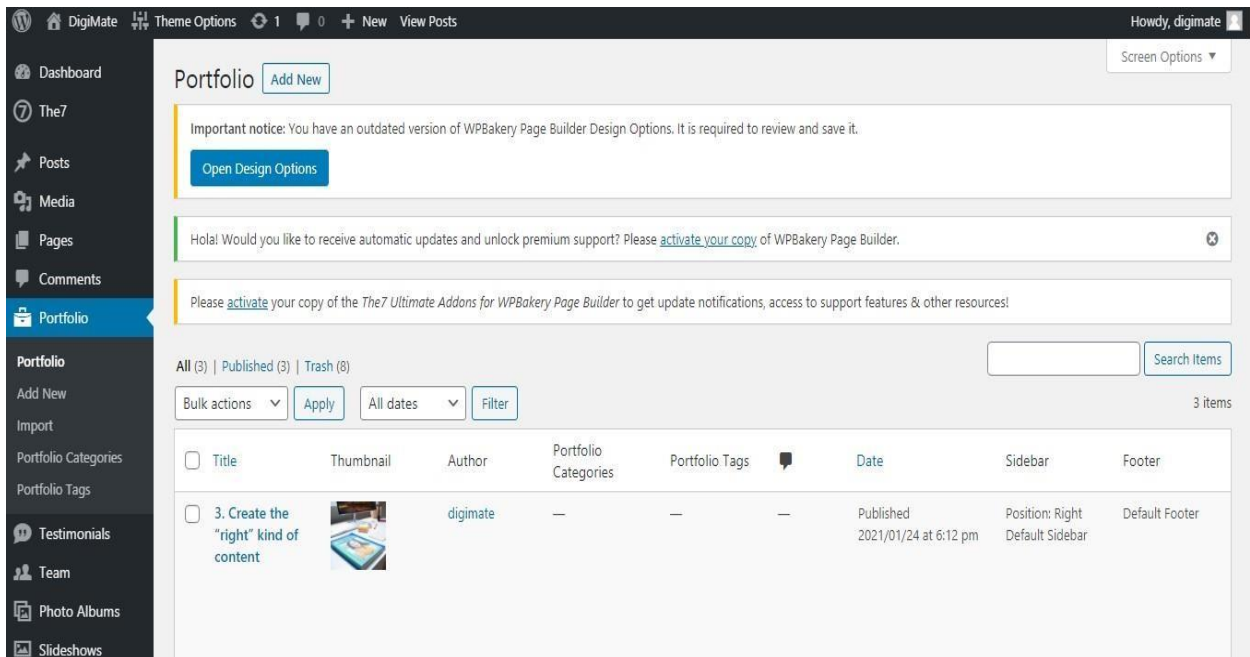 DigiMate Theme Options 1 0 + New View Posts Howdy, digimate
Screen Options ▼
Dashboard
The7
Posts
Media
Pages
Comments
Portfolio
Portfolio
Add New
Import
Portfolio Categories
Portfolio Tags
Testimonials
Team
Photo Albums
Slideshows
Portfolio Add New
Important notice: You have an outdated version of WPBakery Page Builder Design Options. It is required to review and save it.
Open Design Options
Hola! Would you like to receive automatic updates and unlock premium support? Please activate your copy of WPBakery Page Builder.
Please activate your copy of the The7 Ultimate Addons for WPBakery Page Builder to get update notifications, access to support features & other resources!
All (3) | Published (3) | Trash (8)
Search Items
Bulk actions Apply All dates Filter
3 items
Title Thumbnail Author Portfolio Categories Portfolio Tags Date Sidebar Footer
3. Create the digimate — — — Published Position: Right Default Footer
"right" kind of 2021/01/24 at 6:12 pm Default Sidebar
content